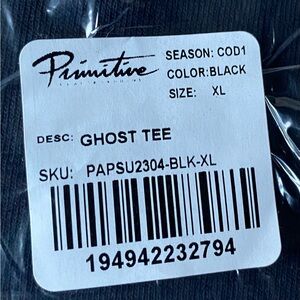 Primitive
SEASON: COD1
COLOR:BLACK
SIZE: XL
DESC: GHOST TEE
SKU: PAPSU2304-BLK-XL
194942232794